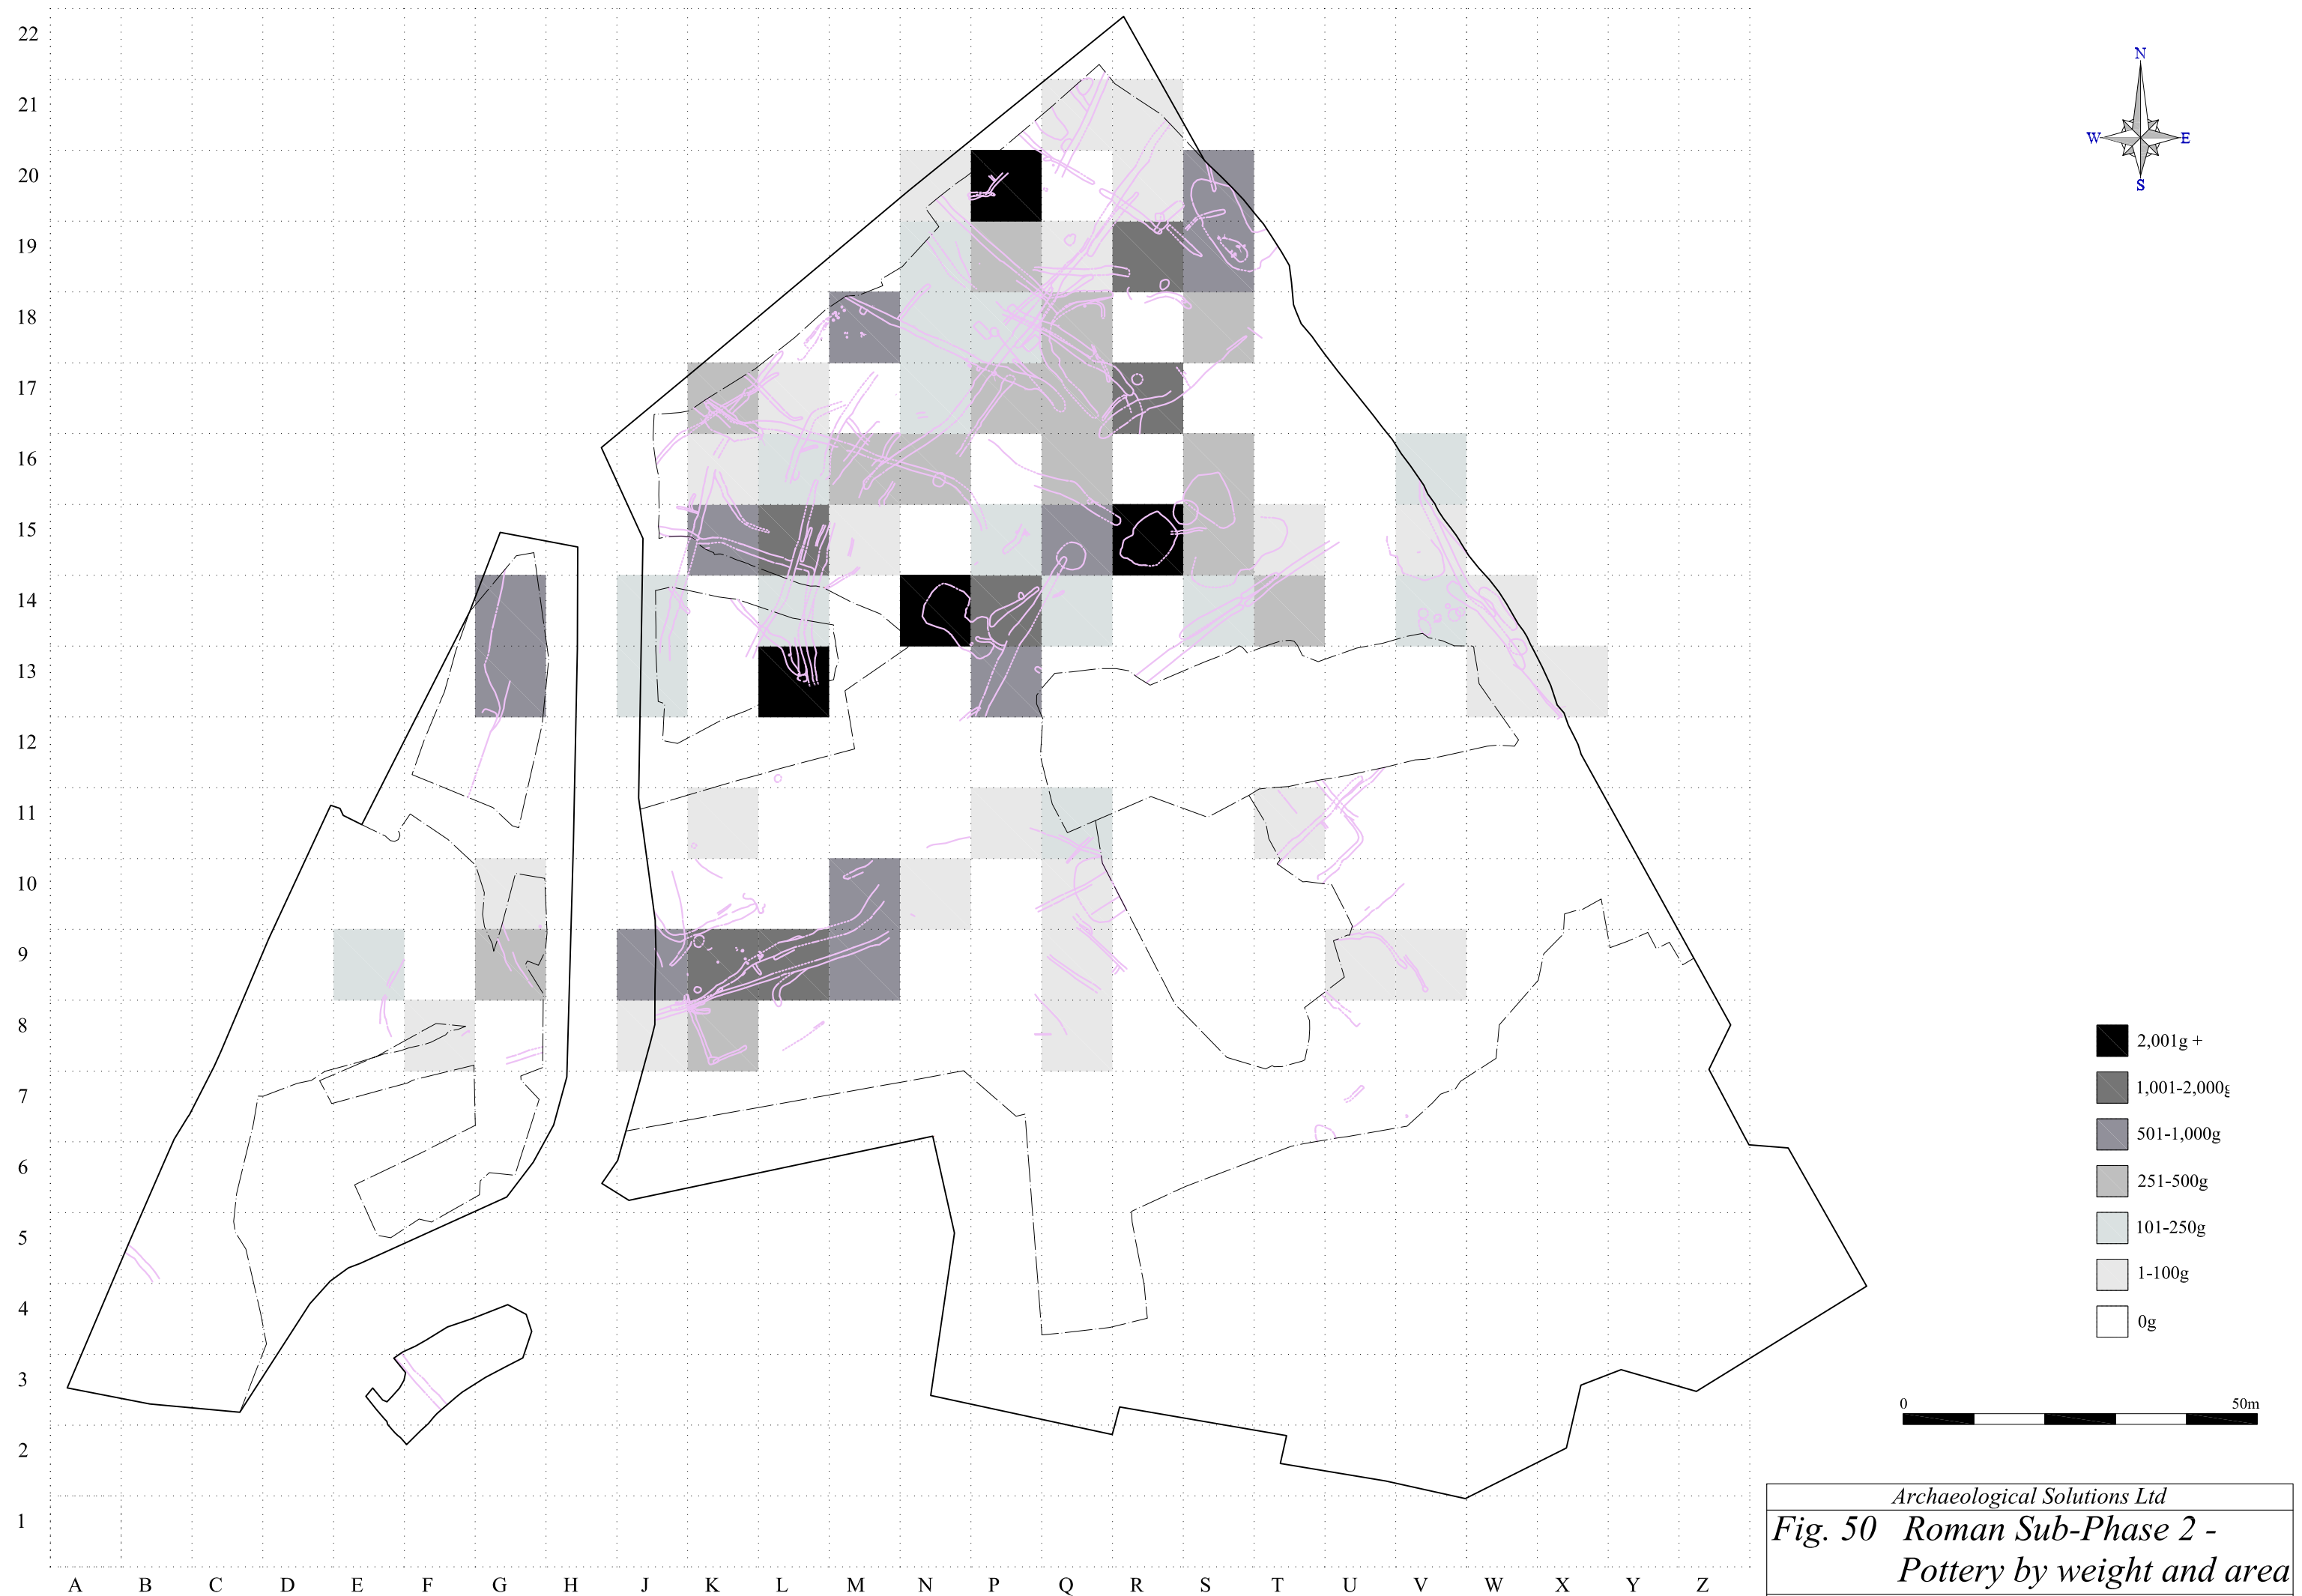 22
21
20
19
18
17
16
15
14
13
12
11
10
9
8
7
6
5
4
3
2
1
A B C D E F G H J K L M N P Q R S T U V W X Y Z
N
W E
S
2,001g +
1,001-2,000g
501-1,000g
251-500g
101-250g
1-100g
0g
0 50m
Archaeological Solutions Ltd
Fig. 50 Roman Sub-Phase 2 -
Pottery by weight and area